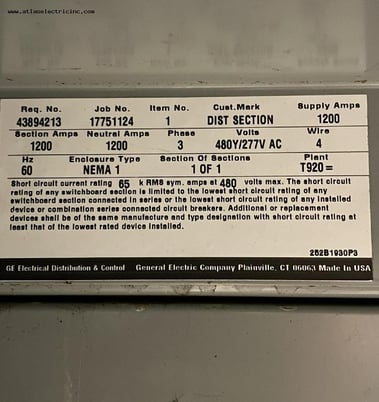 www.atlaselectricinc.com
Req. No. Job No. Item No. Cust.Mark Supply Amps
43894213 17751124 1 DIST SECTION 1200
Section Amps Neutral Amps Phase Volts Wire
1200 1200 3 480Y/277V AC 4
Hz Enclosure Type Section Of Sections Plant
60 NEMA 1 1 OF 1 T920=
Short circuit current rating 65 k RMS sym. amps at 480 volts max. The short circuit
rating of any switchboard section is limited to the lowest short circuit rating of any
switchboard section connected in series or the lowest short circuit rating of any installed
device or combination series connected circuit breakers. Additional or replacement
devices shall be of the same manufacture and type designation with short circuit rating at
least that of the lowest rated device installed.
252B1930P3
GE Electrical Distribution & Control General Electric Company Plainville, CT 06063 Made In USA